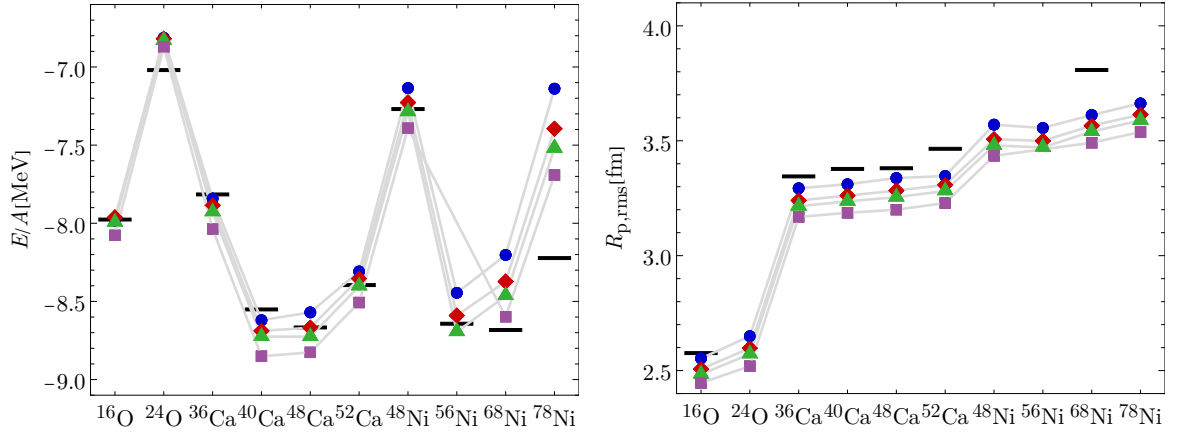 E/A[MeV]
−7.0
−7.5
−8.0
−8.5
−9.0
¹⁶O ²⁴O ³⁶Ca ⁴⁰Ca ⁴⁸Ca ⁵²Ca ⁴⁸Ni ⁵⁶Ni ⁶⁸Ni ⁷⁸Ni
R_p,rms[fm]
4.0
3.5
3.0
2.5
¹⁶O ²⁴O ³⁶Ca ⁴⁰Ca ⁴⁸Ca ⁵²Ca ⁴⁸Ni ⁵⁶Ni ⁶⁸Ni ⁷⁸Ni